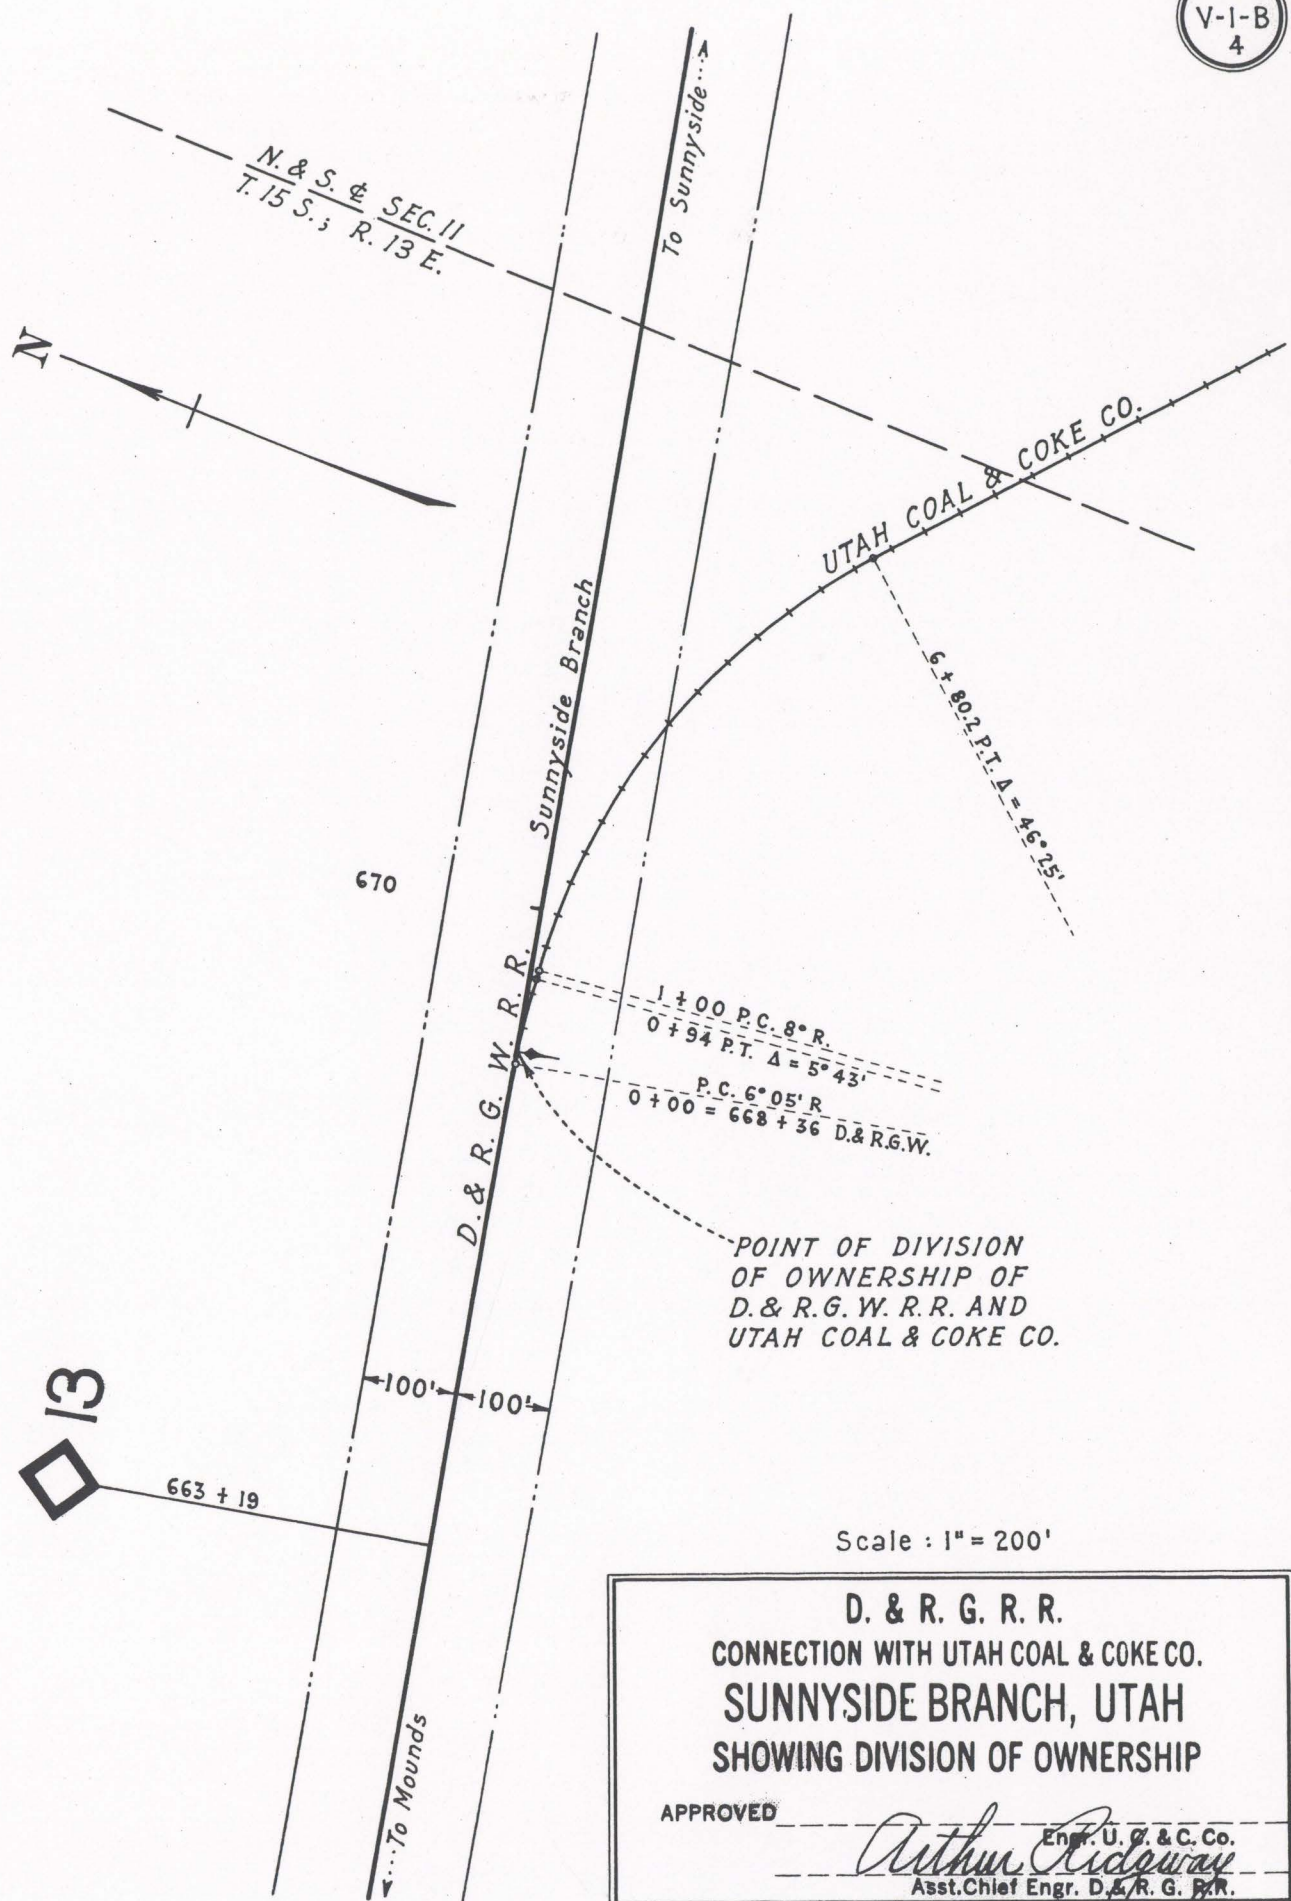 V-1-B
4
To Sunnyside
N. & S. ℄ SEC. 11
T. 15 S.; R. 13 E.
N
UTAH COAL & COKE CO.
Sunnyside Branch
6 + 80.2 P.T. Δ = 46° 25'
670
D. & R. G. W. R. R.
1 + 00 P.C. 8° R.
0 + 94 P.T. Δ = 5° 43'
P.C. 6° 05' R
0 + 00 = 668 + 36 D.& R.G.W.
POINT OF DIVISION
OF OWNERSHIP OF
D.& R.G.W. R.R. AND
UTAH COAL & COKE CO.
13
100' 100'
663 + 19
Scale : 1" = 200'
To Mounds
D. & R. G. R. R.
CONNECTION WITH UTAH COAL & COKE CO.
SUNNYSIDE BRANCH, UTAH
SHOWING DIVISION OF OWNERSHIP
APPROVED
Engr. U. C. & C. Co.
Arthur Ridgway
Asst. Chief Engr. D. & R. G. R.R.